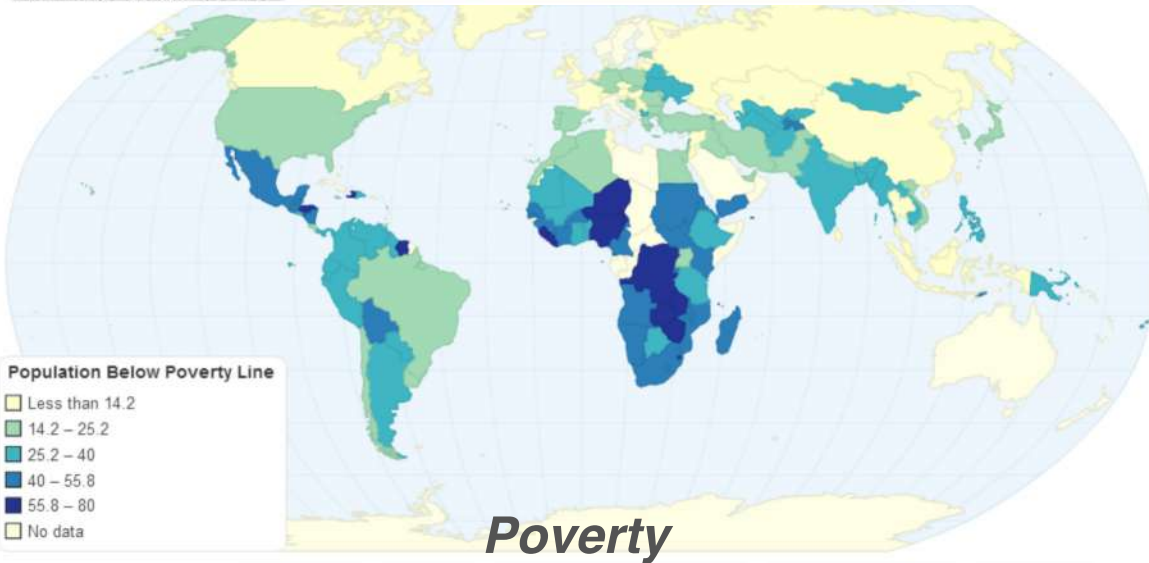 Population Below Poverty Line
Less than 14.2
14.2 – 25.2
25.2 – 40
40 – 55.8
55.8 – 80
No data
Poverty